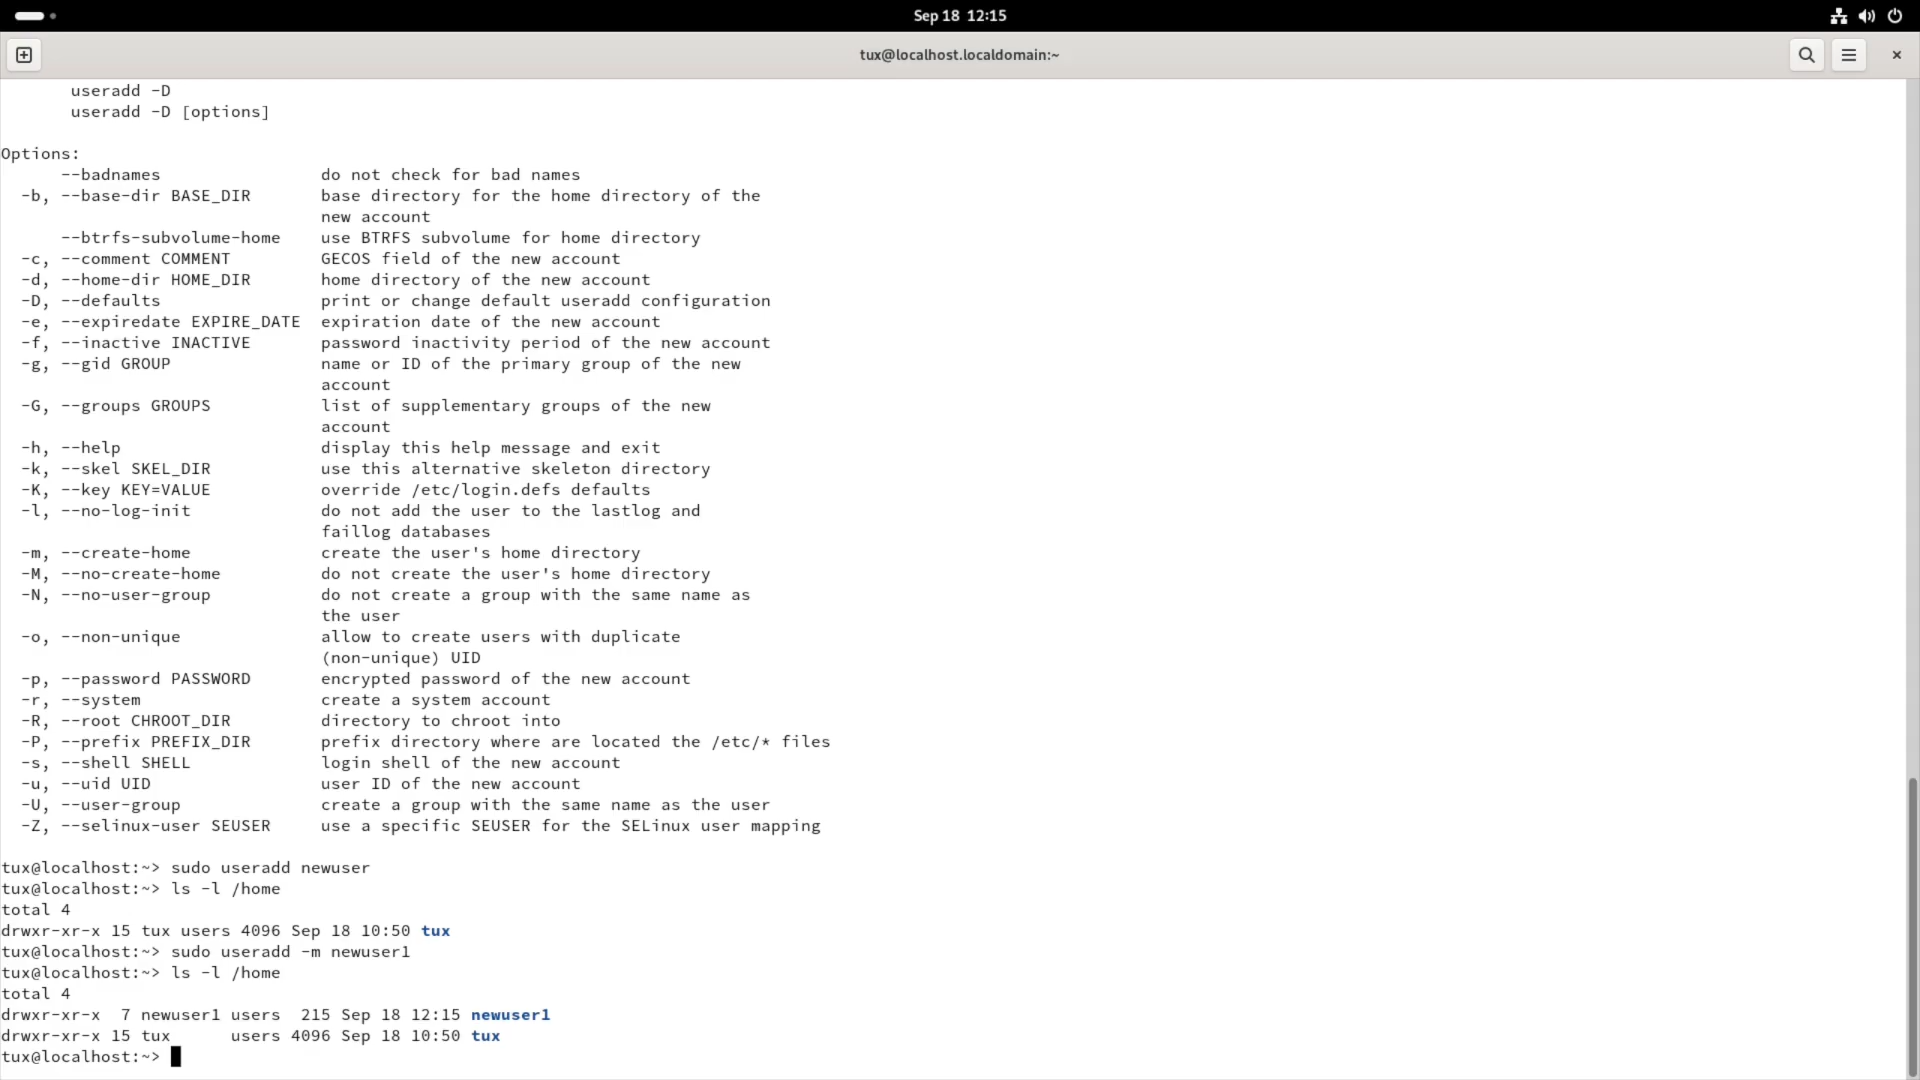 Sep 18 12:15
tux@localhost.localdomain:~
useradd -D
useradd -D [options]
Options:
--badnames do not check for bad names
-b, --base-dir BASE_DIR base directory for the home directory of the
new account
--btrfs-subvolume-home use BTRFS subvolume for home directory
-c, --comment COMMENT GECOS field of the new account
-d, --home-dir HOME_DIR home directory of the new account
-D, --defaults print or change default useradd configuration
-e, --expiredate EXPIRE_DATE expiration date of the new account
-f, --inactive INACTIVE password inactivity period of the new account
-g, --gid GROUP name or ID of the primary group of the new
account
-G, --groups GROUPS list of supplementary groups of the new
account
-h, --help display this help message and exit
-k, --skel SKEL_DIR use this alternative skeleton directory
-K, --key KEY=VALUE override /etc/login.defs defaults
-l, --no-log-init do not add the user to the lastlog and
faillog databases
-m, --create-home create the user's home directory
-M, --no-create-home do not create the user's home directory
-N, --no-user-group do not create a group with the same name as
the user
-o, --non-unique allow to create users with duplicate
(non-unique) UID
-p, --password PASSWORD encrypted password of the new account
-r, --system create a system account
-R, --root CHROOT_DIR directory to chroot into
-P, --prefix PREFIX_DIR prefix directory where are located the /etc/* files
-s, --shell SHELL login shell of the new account
-u, --uid UID user ID of the new account
-U, --user-group create a group with the same name as the user
-Z, --selinux-user SEUSER use a specific SEUSER for the SELinux user mapping
tux@localhost:~> sudo useradd newuser
tux@localhost:~> ls -l /home
total 4
drwxr-xr-x 15 tux users 4096 Sep 18 10:50 tux
tux@localhost:~> sudo useradd -m newuser1
tux@localhost:~> ls -l /home
total 4
drwxr-xr-x 7 newuser1 users 215 Sep 18 12:15 newuser1
drwxr-xr-x 15 tux users 4096 Sep 18 10:50 tux
tux@localhost:~>